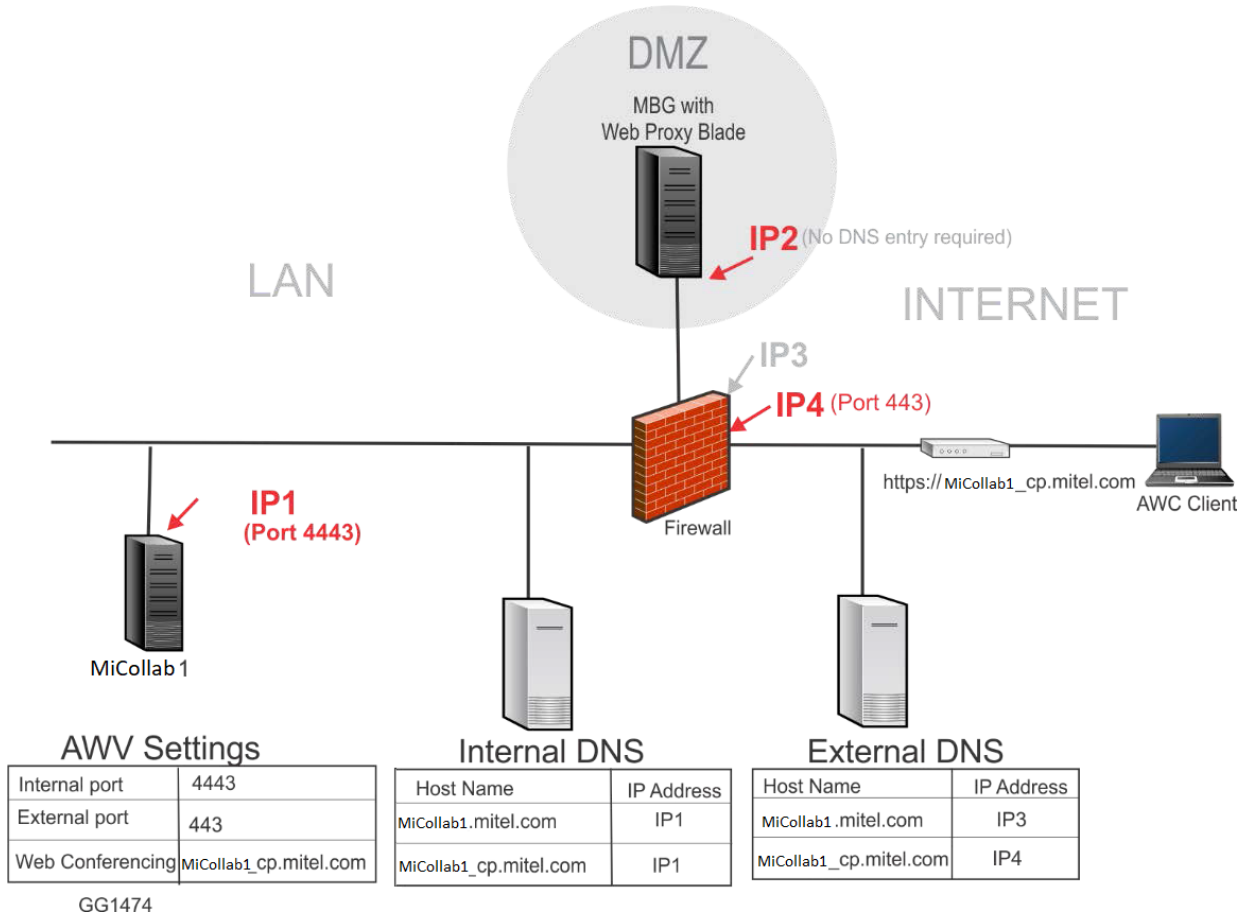 DMZ
MBG with
Web Proxy Blade
IP2 (No DNS entry required)
LAN
INTERNET
IP3
IP4 (Port 443)
https://MiCollab1_cp.mitel.com
AWC Client
IP1
(Port 4443)
Firewall
MiCollab1
AWV Settings
Internal port 4443
External port 443
Web Conferencing MiCollab1_cp.mitel.com
GG1474
Internal DNS
Host Name IP Address
MiCollab1.mitel.com IP1
MiCollab1_cp.mitel.com IP1
External DNS
Host Name IP Address
MiCollab1.mitel.com IP3
MiCollab1_cp.mitel.com IP4